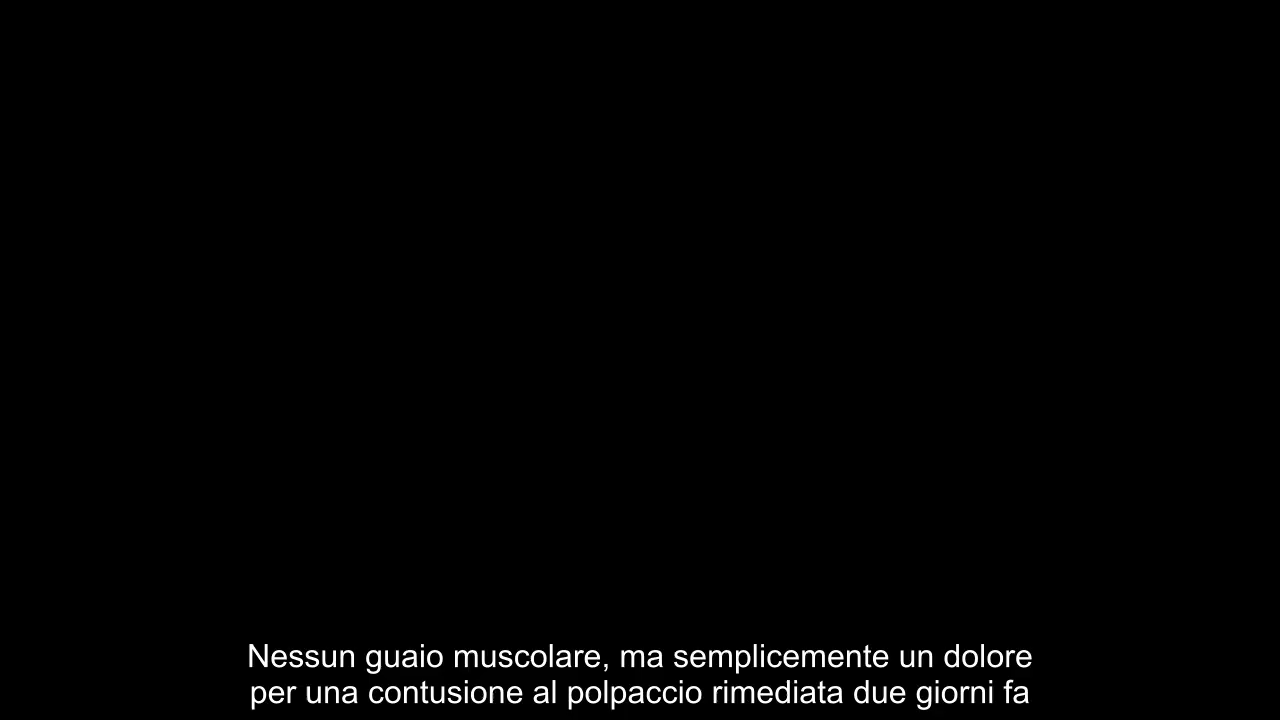 Nessun guaio muscolare, ma semplicemente un dolore
per una contusione al polpaccio rimediata due giorni fa